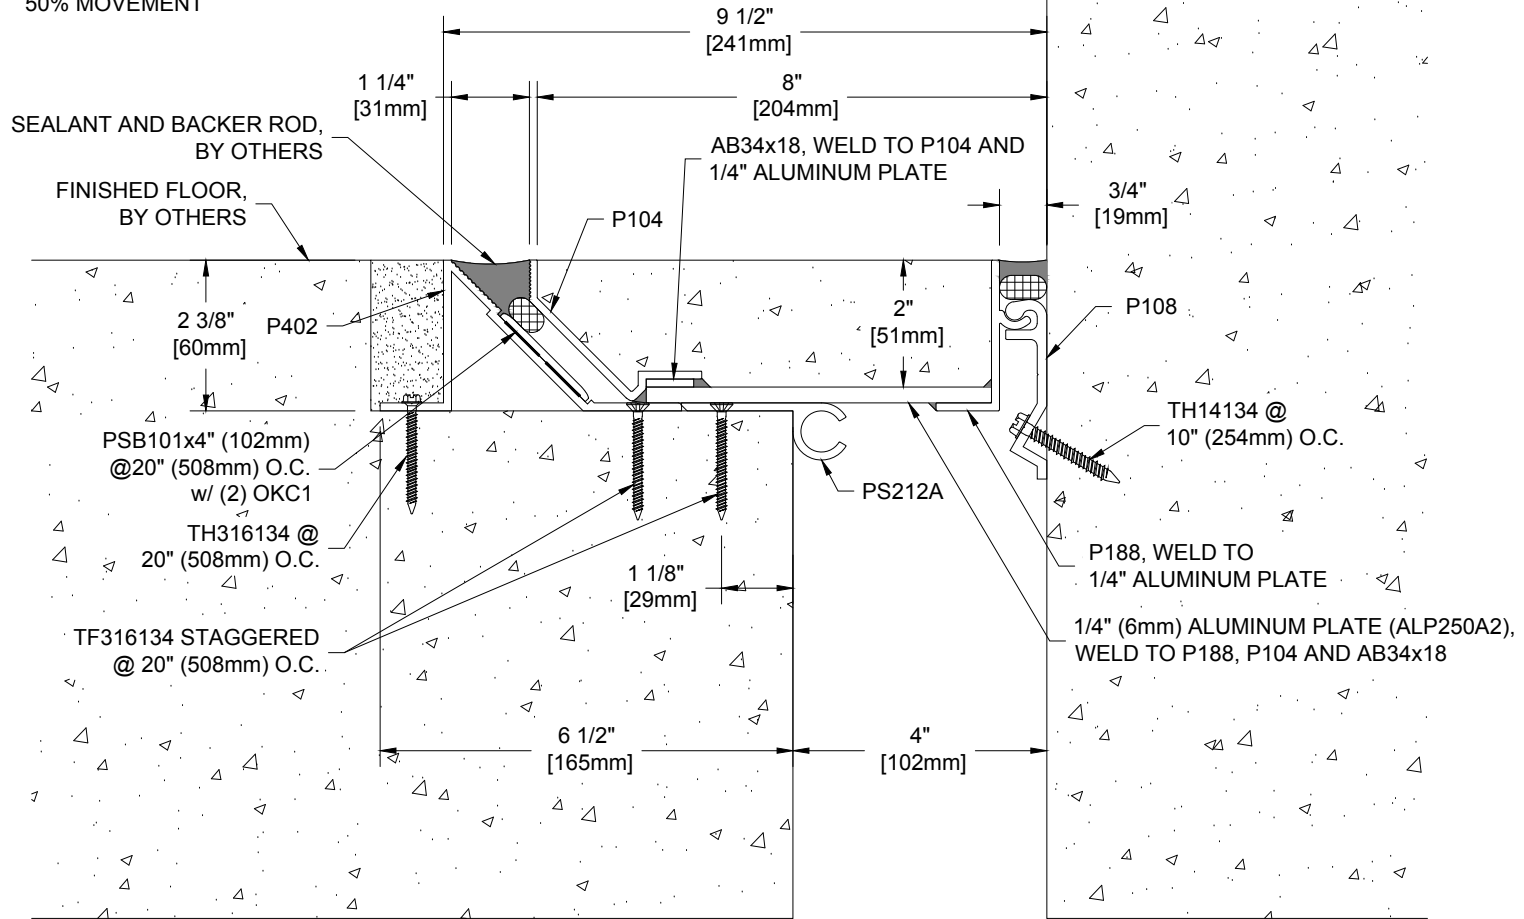 50% MOVEMENT
9 1/2"
[241mm]
1 1/4"
[31mm]
8"
[204mm]
SEALANT AND BACKER ROD,
BY OTHERS
AB34x18, WELD TO P104 AND
1/4" ALUMINUM PLATE
FINISHED FLOOR,
BY OTHERS
P104
3/4"
[19mm]
2 3/8"
[60mm]
P402
2"
[51mm]
P108
PSB101x4" (102mm)
@20" (508mm) O.C.
w/ (2) OKC1
TH14134 @
10" (254mm) O.C.
PS212A
TH316134 @
20" (508mm) O.C.
1 1/8"
[29mm]
P188, WELD TO
1/4" ALUMINUM PLATE
TF316134 STAGGERED
@ 20" (508mm) O.C.
1/4" (6mm) ALUMINUM PLATE (ALP250A2),
WELD TO P188, P104 AND AB34x18
6 1/2"
[165mm]
4"
[102mm]